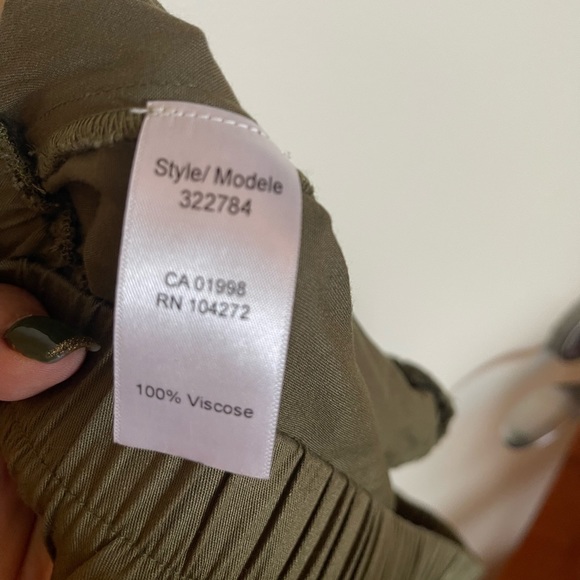 Style/ Modele
322784
CA 01998
RN 104272
100% Viscose